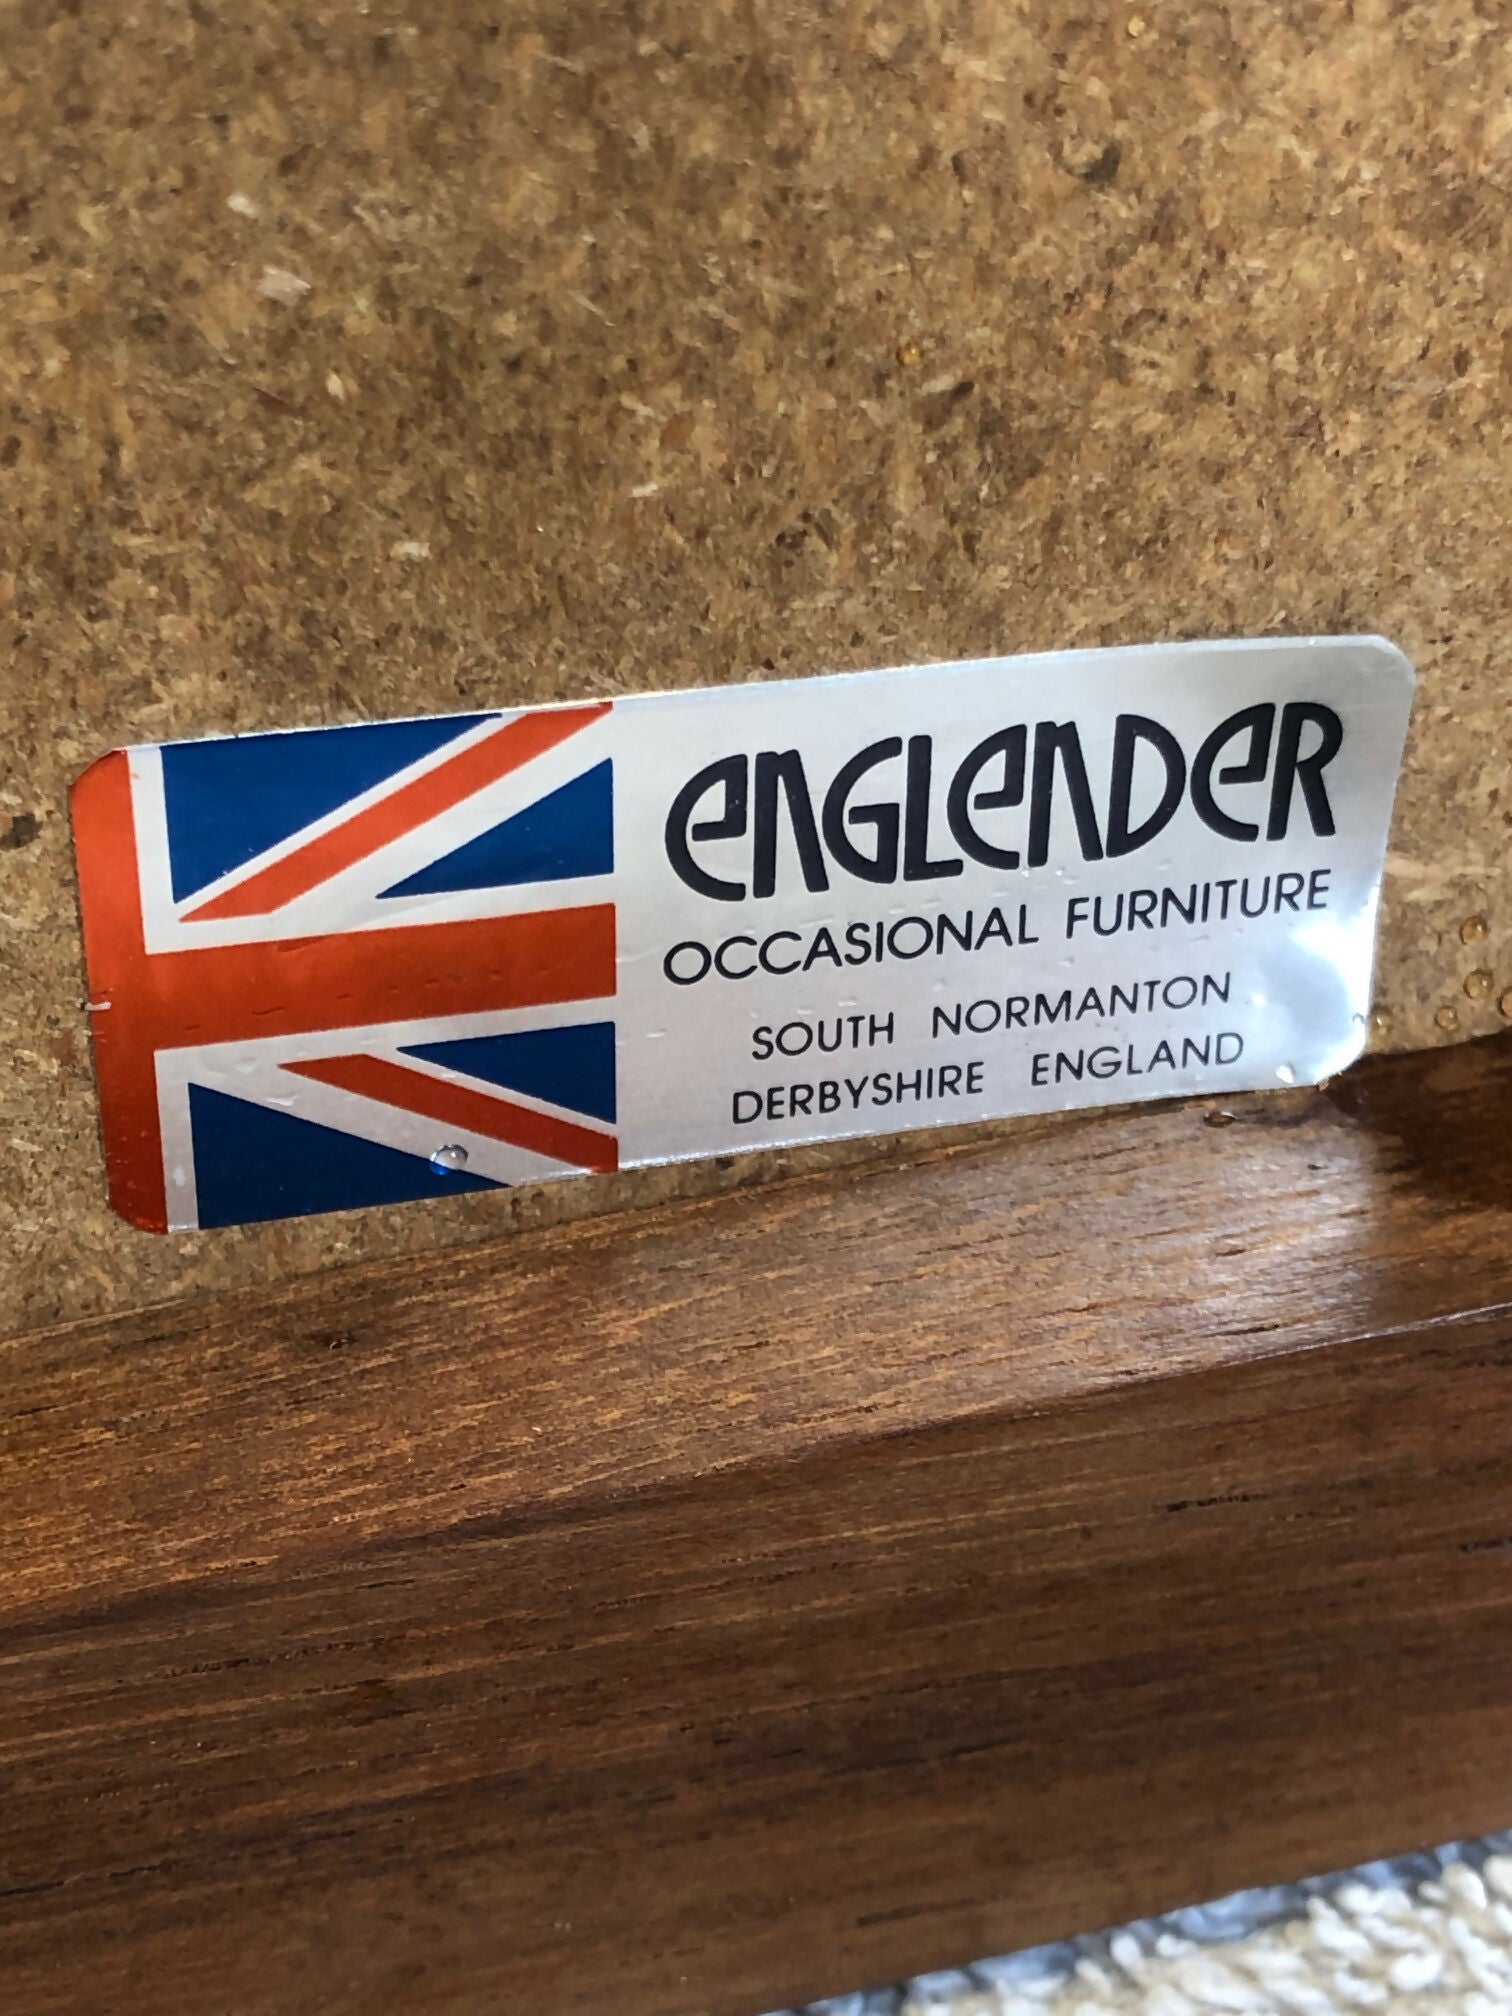 ENGLENDER
OCCASIONAL FURNITURE
SOUTH NORMANTON
DERBYSHIRE ENGLAND